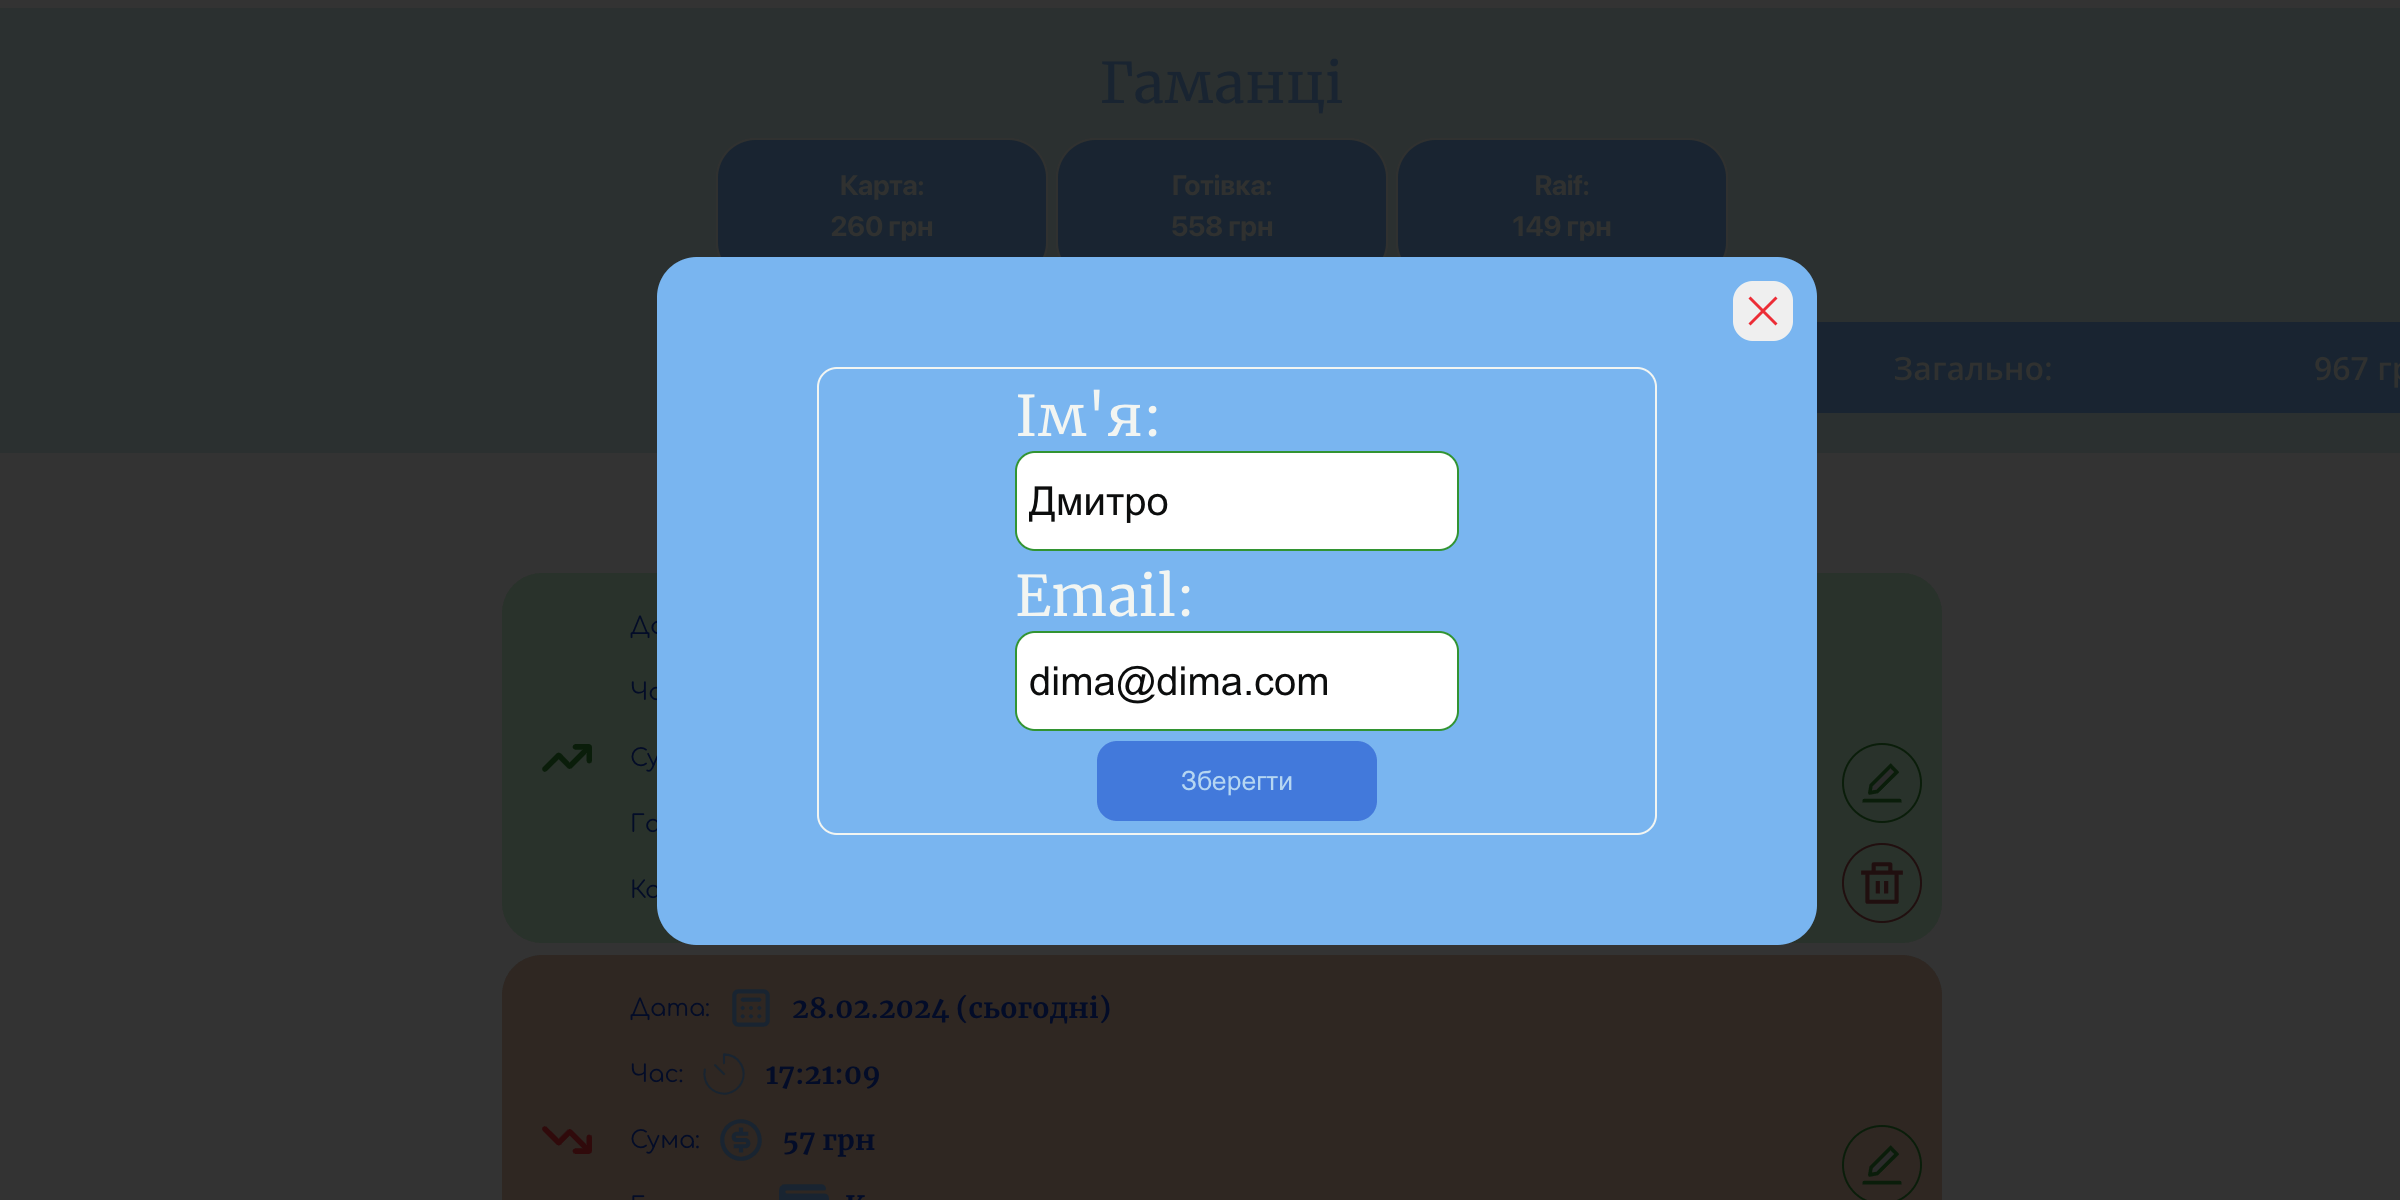 Гаманці
Карта:
260 грн
Готівка:
558 грн
Raif:
149 грн
Загально: 967
Ім'я:
Дмитро
Email:
dima@dima.com
Зберегти
Дата: 28.02.2024 (сьогодні)
Час: 17:21:09
Сума: 57 грн